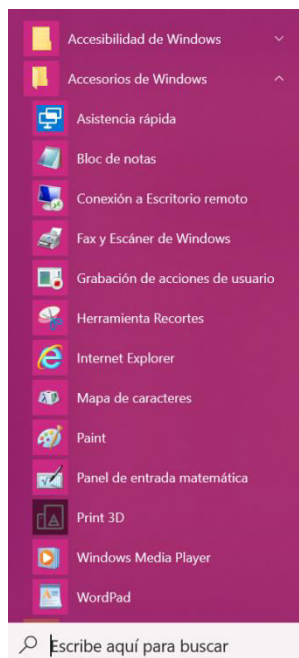 Accesibilidad de Windows
Accesorios de Windows
Asistencia rápida
Bloc de notas
Conexión a Escritorio remoto
Fax y Escáner de Windows
Grabación de acciones de usuario
Herramienta Recortes
Internet Explorer
Mapa de caracteres
Paint
Panel de entrada matemática
Print 3D
Windows Media Player
WordPad
Escribe aquí para buscar